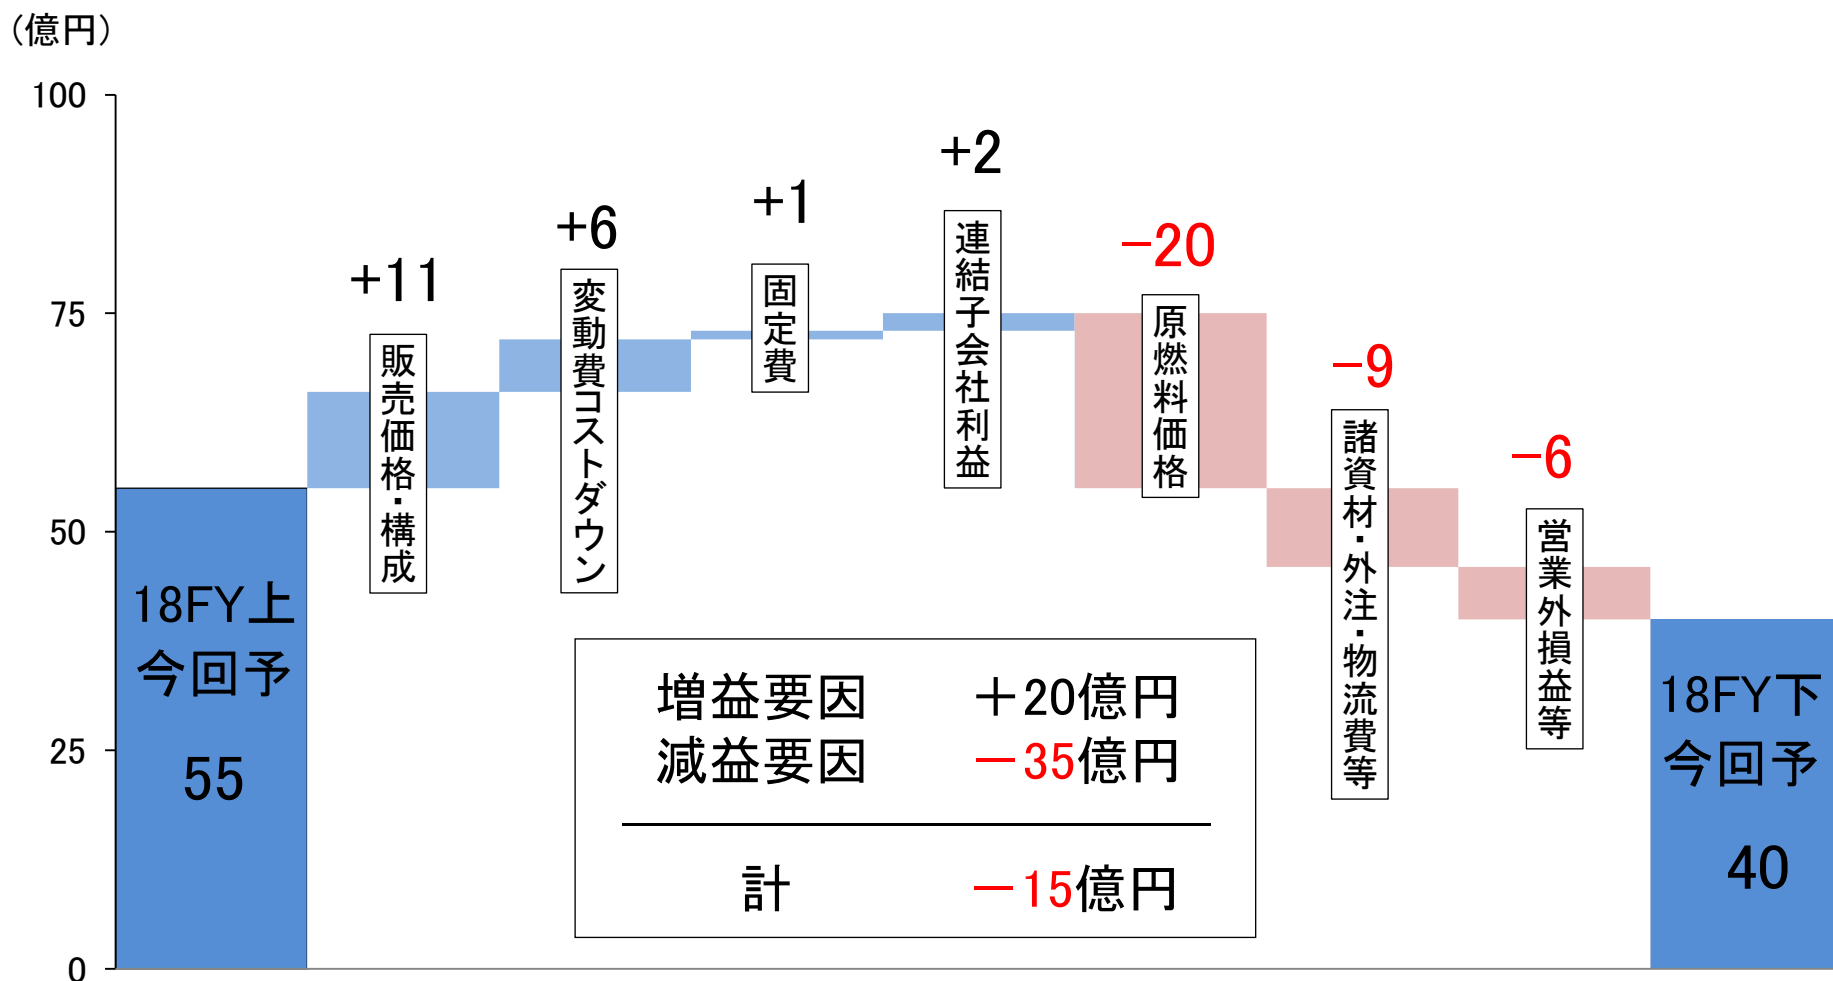 （億円）
100
75
50
25
0
+11
+6
+1
+2
－20
－9
－6
販売価格・構成
変動費コストダウン
固定費
連結子会社利益
原燃料価格
諸資材・外注・物流費等
営業外損益等
18FY上
今回予
55
18FY下
今回予
40
増益要因 ＋20億円
減益要因 －35億円
計 －15億円